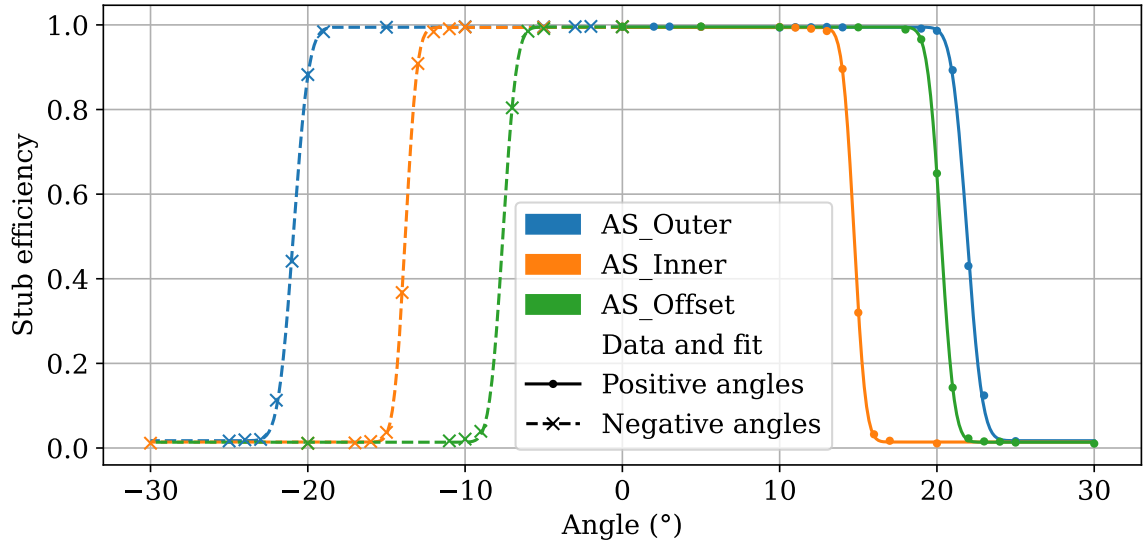 Stub efficiency
1.0
0.8
0.6
0.4
0.2
0.0
AS_Outer
AS_Inner
AS_Offset
Data and fit
Positive angles
Negative angles
−30 −20 −10 0 10 20 30
Angle (°)